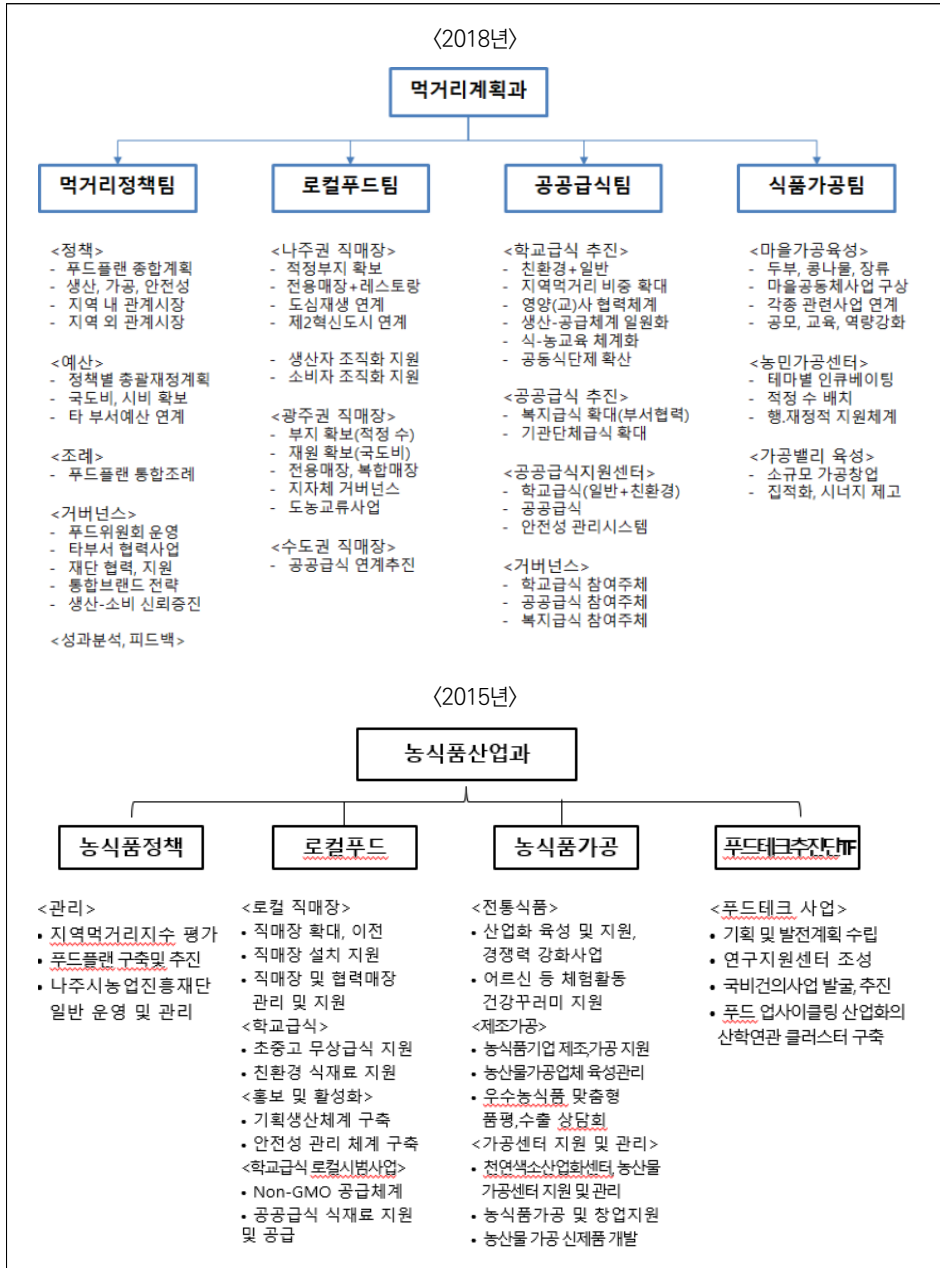 〈2018년〉
먹거리계획과
먹거리정책팀
로컬푸드팀
공공급식팀
식품가공팀
<정책>
- 푸드플랜 종합계획
- 생산, 가공, 안전성
- 지역 내 관계시장
- 지역 외 관계시장
<예산>
- 정책별 총괄재정계획
- 국도비, 시비 확보
- 타 부서예산 연계
<조례>
- 푸드플랜 통합조례
<거버넌스>
- 푸드위원회 운영
- 타부서 협력사업
- 재단 협력, 지원
- 통합브랜드 전략
- 생산-소비 신뢰증진
<성과분석, 피드백>
<나주권 직매장>
- 적정부지 확보
- 전용매장+레스토랑
- 도심재생 연계
- 제2혁신도시 연계
- 생산자 조직화 지원
- 소비자 조직화 지원
<광주권 직매장>
- 부지 확보(적정 수)
- 재원 확보(국도비)
- 전용매장, 복합매장
- 지자체 거버넌스
- 도농교류사업
<수도권 직매장>
- 공공급식 연계추진
<학교급식 추진>
- 친환경+일반
- 지역먹거리 비중 확대
- 영양(교)사 협력체계
- 생산-공급체계 일원화
- 식-농교육 체계화
- 공동식단제 확산
<공공급식 추진>
- 복지급식 확대(부서협력)
- 기관단체급식 확대
<공공급식지원센터>
- 학교급식(일반+친환경)
- 공공급식
- 안전성 관리시스템
<거버넌스>
- 학교급식 참여주체
- 공공급식 참여주체
- 복지급식 참여주체
<마을가공육성>
- 두부, 콩나물, 장류
- 마을공동체사업 구상
- 각종 관련사업 연계
- 공모, 교육, 역량강화
<농민가공센터>
- 테마별 인큐베이팅
- 적정 수 배치
- 행.재정적 지원체계
<가공밸리 육성>
- 소규모 가공창업
- 집적화, 시너지 제고
〈2015년〉
농식품산업과
농식품정책
로컬푸드
농식품가공
푸드테크추진단TF
<관리>
• 지역먹거리지수 평가
• 푸드플랜 구축및 추진
• 나주시농업진흥재단
일반 운영 및 관리
<로컬 직매장>
• 직매장 확대, 이전
• 직매장 설치 지원
• 직매장 및 협력매장
관리 및 지원
<학교급식>
• 초중고 무상급식 지원
• 친환경 식재료 지원
<홍보 및 활성화>
• 기획생산체계 구축
• 안전성 관리 체계 구축
<학교급식 로컬시범사업>
• Non-GMO 공급체계
• 공공급식 식재료 지원
및 공급
<전통식품>
• 산업화 육성 및 지원,
경쟁력 강화사업
• 어르신 등 체험활동
건강꾸러미 지원
<제조가공>
• 농식품기업 제조,가공 지원
• 농산물가공업체 육성관리
• 우수농식품 맞춤형
품평,수출 상담회
<가공센터 지원 및 관리>
• 천연색소산업화센터, 농산물
가공센터 지원 및 관리
• 농식품가공 및 창업지원
• 농산물 가공 신제품 개발
<푸드테크 사업>
• 기획 및 발전계획 수립
• 연구지원센터 조성
• 국비건의사업 발굴, 추진
• 푸드 업사이클링 산업화의
산학연관 클러스터 구축